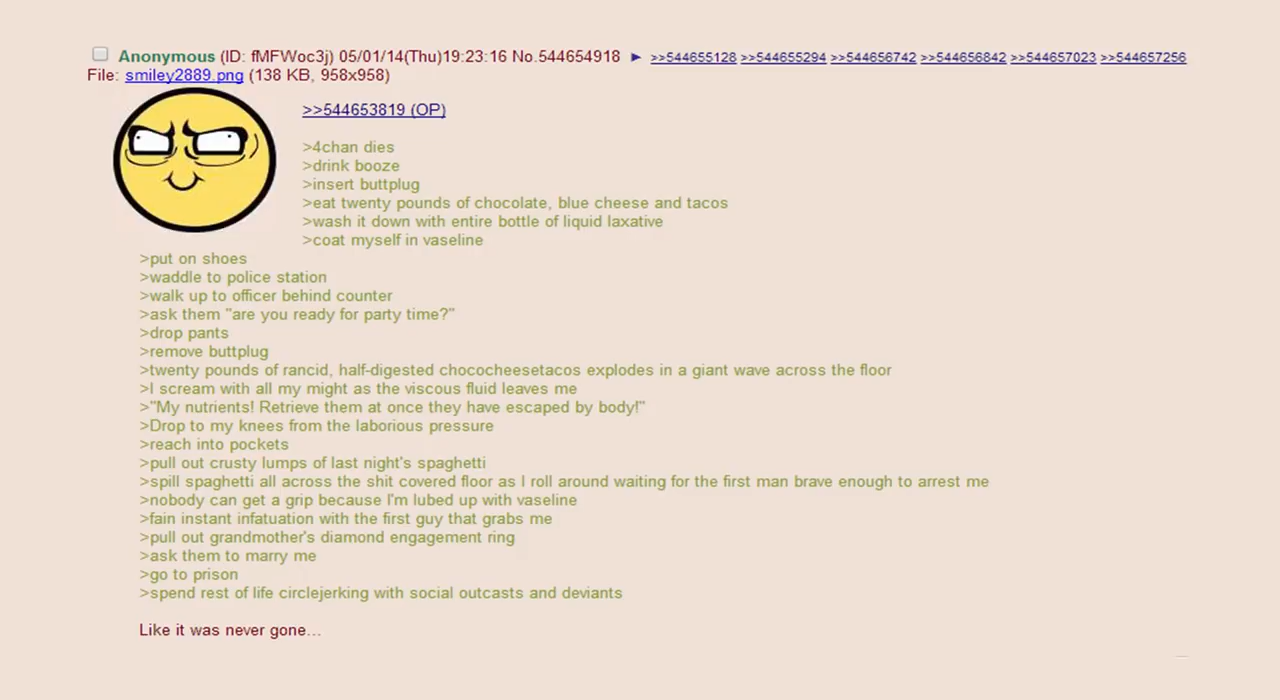 Anonymous (ID: fMFWoc3j) 05/01/14(Thu)19:23:16 No.544654918 ► >>544655128 >>544655294 >>544656742 >>544656842 >>544657023 >>544657256
File: smiley2889.png (138 KB, 958x958)
>>544653819 (OP)
>4chan dies
>drink booze
>insert buttplug
>eat twenty pounds of chocolate, blue cheese and tacos
>wash it down with entire bottle of liquid laxative
>coat myself in vaseline
>put on shoes
>waddle to police station
>walk up to officer behind counter
>ask them "are you ready for party time?"
>drop pants
>remove buttplug
>twenty pounds of rancid, half-digested chococheesetacos explodes in a giant wave across the floor
>I scream with all my might as the viscous fluid leaves me
>"My nutrients! Retrieve them at once they have escaped by body!"
>Drop to my knees from the laborious pressure
>reach into pockets
>pull out crusty lumps of last night's spaghetti
>spill spaghetti all across the shit covered floor as I roll around waiting for the first man brave enough to arrest me
>nobody can get a grip because I'm lubed up with vaseline
>fain instant infatuation with the first guy that grabs me
>pull out grandmother's diamond engagement ring
>ask them to marry me
>go to prison
>spend rest of life circlejerking with social outcasts and deviants
Like it was never gone...